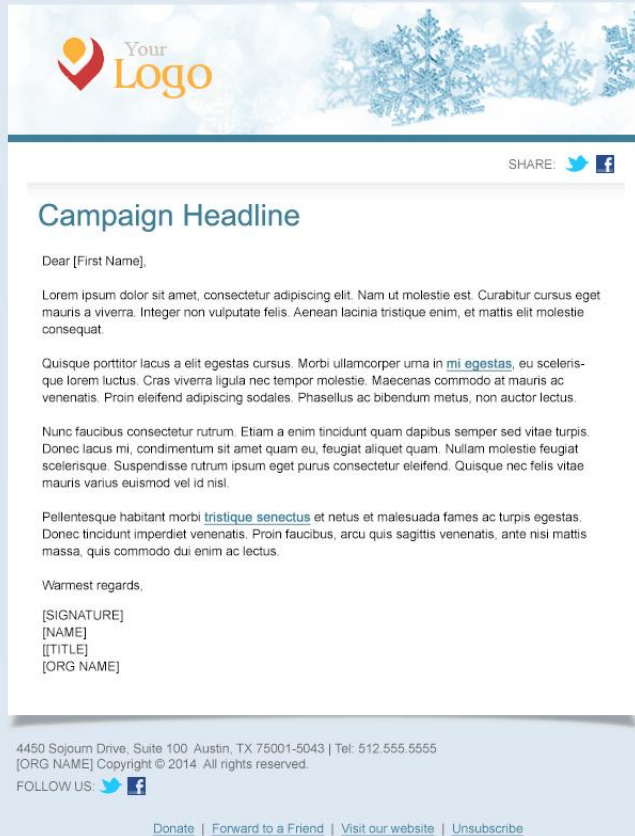 Your
Logo
SHARE:
Campaign Headline
Dear [First Name],
Lorem ipsum dolor sit amet, consectetur adipiscing elit. Nam ut molestie est. Curabitur cursus eget
mauris a viverra. Integer non vulputate felis. Aenean lacinia tristique enim, et mattis elit molestie
consequat.
Quisque porttitor lacus a elit egestas cursus. Morbi ullamcorper urna in mi egestas, eu sceleris-
que lorem luctus. Cras viverra ligula nec tempor molestie. Maecenas commodo at mauris ac
venenatis. Proin eleifend adipiscing sodales. Phasellus ac bibendum metus, non auctor lectus.
Nunc faucibus consectetur rutrum. Etiam a enim tincidunt quam dapibus semper sed vitae turpis.
Donec lacus mi, condimentum sit amet quam eu, feugiat aliquet quam. Nullam molestie feugiat
scelerisque. Suspendisse rutrum ipsum eget purus consectetur eleifend. Quisque nec felis vitae
mauris varius euismod vel id nisl.
Pellentesque habitant morbi tristique senectus et netus et malesuada fames ac turpis egestas.
Donec tincidunt imperdiet venenatis. Proin faucibus, arcu quis sagittis venenatis, ante nisi mattis
massa, quis commodo dui enim ac lectus.
Warmest regards,
[SIGNATURE]
[NAME]
[[TITLE]
[ORG NAME]
4450 Sojourn Drive, Suite 100 Austin, TX 75001-5043 | Tel: 512.555.5555
[ORG NAME] Copyright © 2014 All rights reserved.
FOLLOW US:
Donate | Forward to a Friend | Visit our website | Unsubscribe